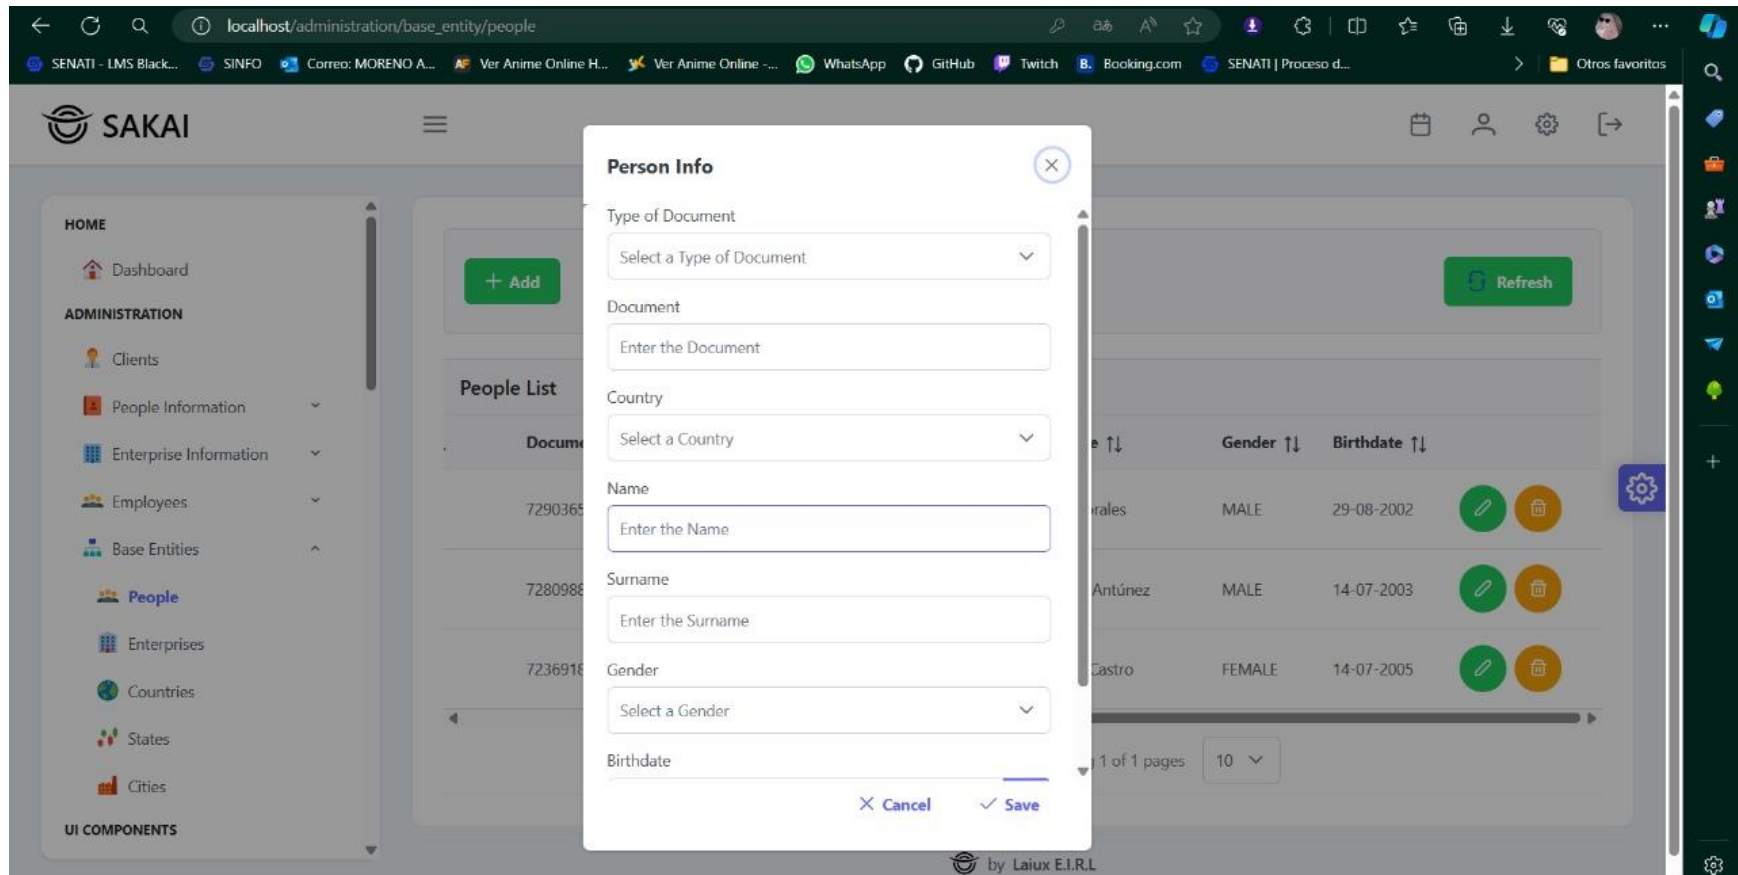 localhost/administration/base_entity/people
SENATI - LMS Black... SINFO Correo: MORENO A... Ver Anime Online H... Ver Anime Online -... WhatsApp GitHub Twitch Booking.com SENATI | Proceso d... Otros favoritos
SAKAI
HOME
Dashboard
ADMINISTRATION
Clients
People Information
Enterprise Information
Employees
Base Entities
People
Enterprises
Countries
States
Cities
UI COMPONENTS
+ Add
Refresh
People List
Gender Birthdate
MALE 29-08-2002
Antúnez MALE 14-07-2003
Castro FEMALE 14-07-2005
1 of 1 pages 10
Person Info
Type of Document
Select a Type of Document
Document
Enter the Document
Country
Select a Country
Name
Enter the Name
Surname
Enter the Surname
Gender
Select a Gender
Birthdate
Cancel Save
by Laiux E.I.R.L